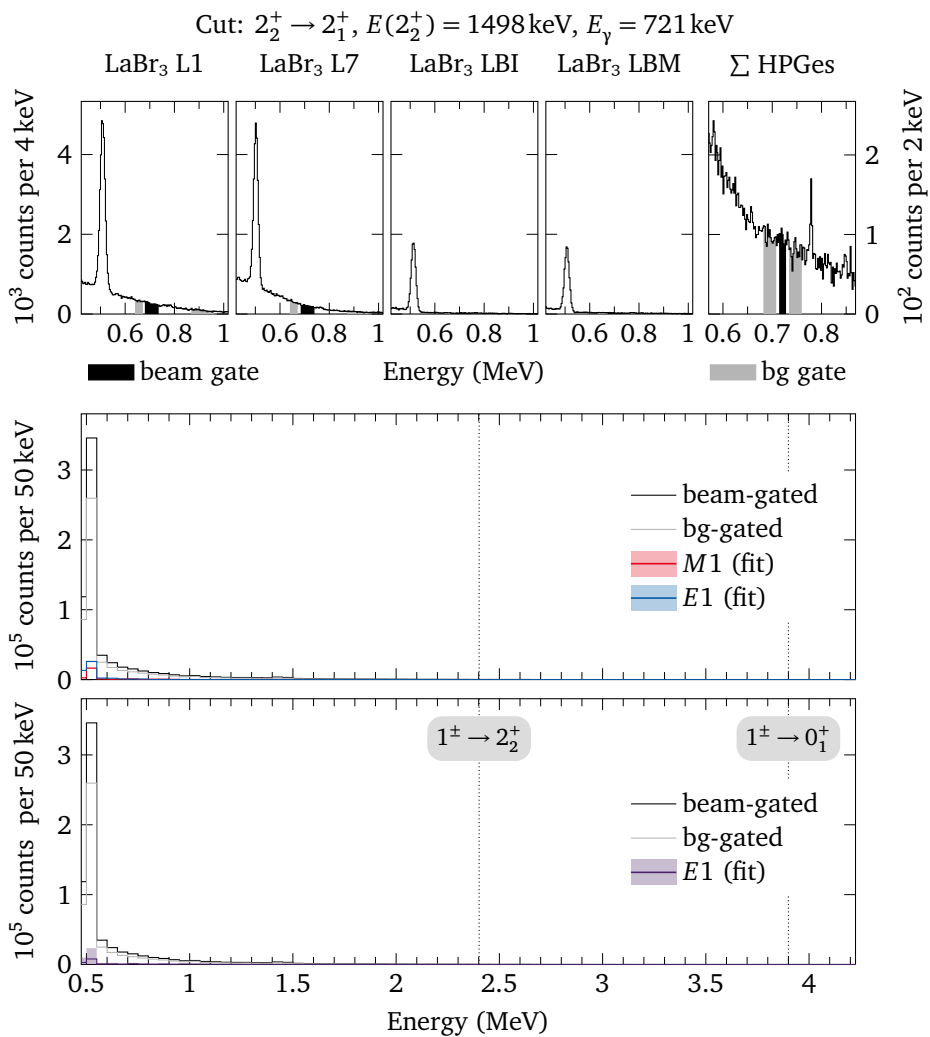 Cut: 2₂⁺ → 2₁⁺, E(2₂⁺) = 1498 keV, Eᵧ = 721 keV
LaBr₃ L1 LaBr₃ L7 LaBr₃ LBI LaBr₃ LBM ∑ HPGes
10³ counts per 4 keV
4
2
0
0.6 0.8 1 0.6 0.8 1 0.6 0.8 1 0.6 0.8 1 0.6 0.7 0.8
2
1
0
10² counts per 2 keV
beam gate Energy (MeV) bg gate
10⁵ counts per 50 keV
3
2
1
0
beam-gated
bg-gated
M1 (fit)
E1 (fit)
10⁵ counts per 50 keV
3
2
1
0
1± → 2₂⁺ 1± → 0₁⁺
beam-gated
bg-gated
E1 (fit)
0.5 1 1.5 2 2.5 3 3.5 4
Energy (MeV)